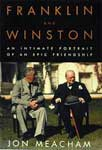 FRANKLIN
AND
WINSTON
AN INTIMATE PORTRAIT
OF AN EPIC FRIENDSHIP
JON MEACHAM